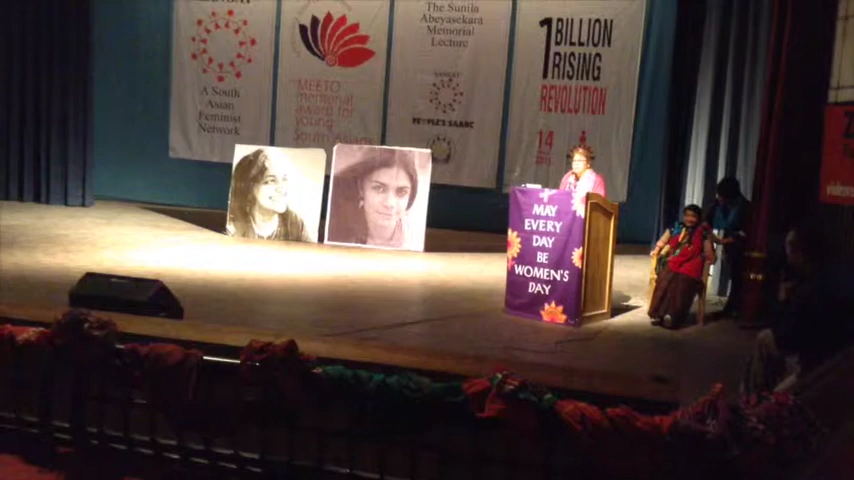 A South
Asian
Feminist
Network
MEETO
memorial
award for
young
South Asians
The Sunila
Abeyasekara
Memorial
Lecture
SANGAT
PEOPLE'S SAARC
1 BILLION
RISING
REVOLUTION
14
MAY
EVERY
DAY
BE
WOMEN'S
DAY